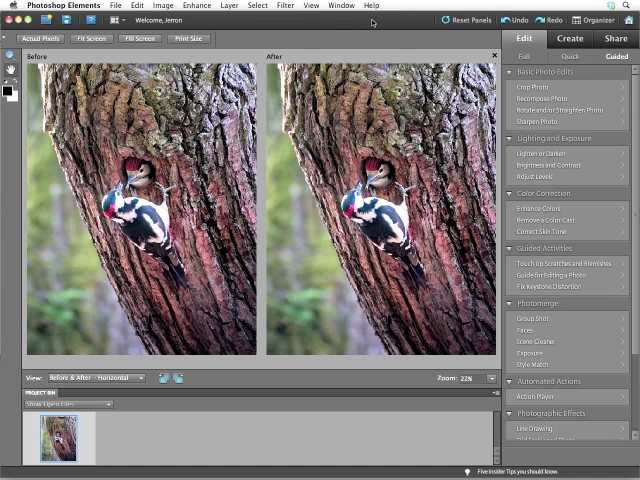 Photoshop Elements File Edit Image Enhance Layer Select Filter View Window Help
Welcome, Jerron Reset Panels Undo Redo Organizer
Actual Pixels Fit Screen Fill Screen Print Size
Edit Create Share
Full Quick Guided
Before After
Basic Photo Edits
Crop Photo
Recompose Photo
Rotate and/or Straighten Photo
Sharpen Photo
Lighting and Exposure
Lighten or Darken
Brightness and Contrast
Adjust Levels
Color Correction
Enhance Colors
Remove a Color Cast
Correct Skin Tone
Guided Activities
Touch Up Scratches and Blemishes
Guide for Editing a Photo
Fix Keystone Distortion
Photomerge
Group Shot
Faces
Scene Cleaner
Exposure
Style Match
Automated Actions
Action Player
Photographic Effects
Line Drawing
View: Before & After - Horizontal Zoom: 22%
PROJECT BIN
Show Open Files
Five Insider Tips you should know.